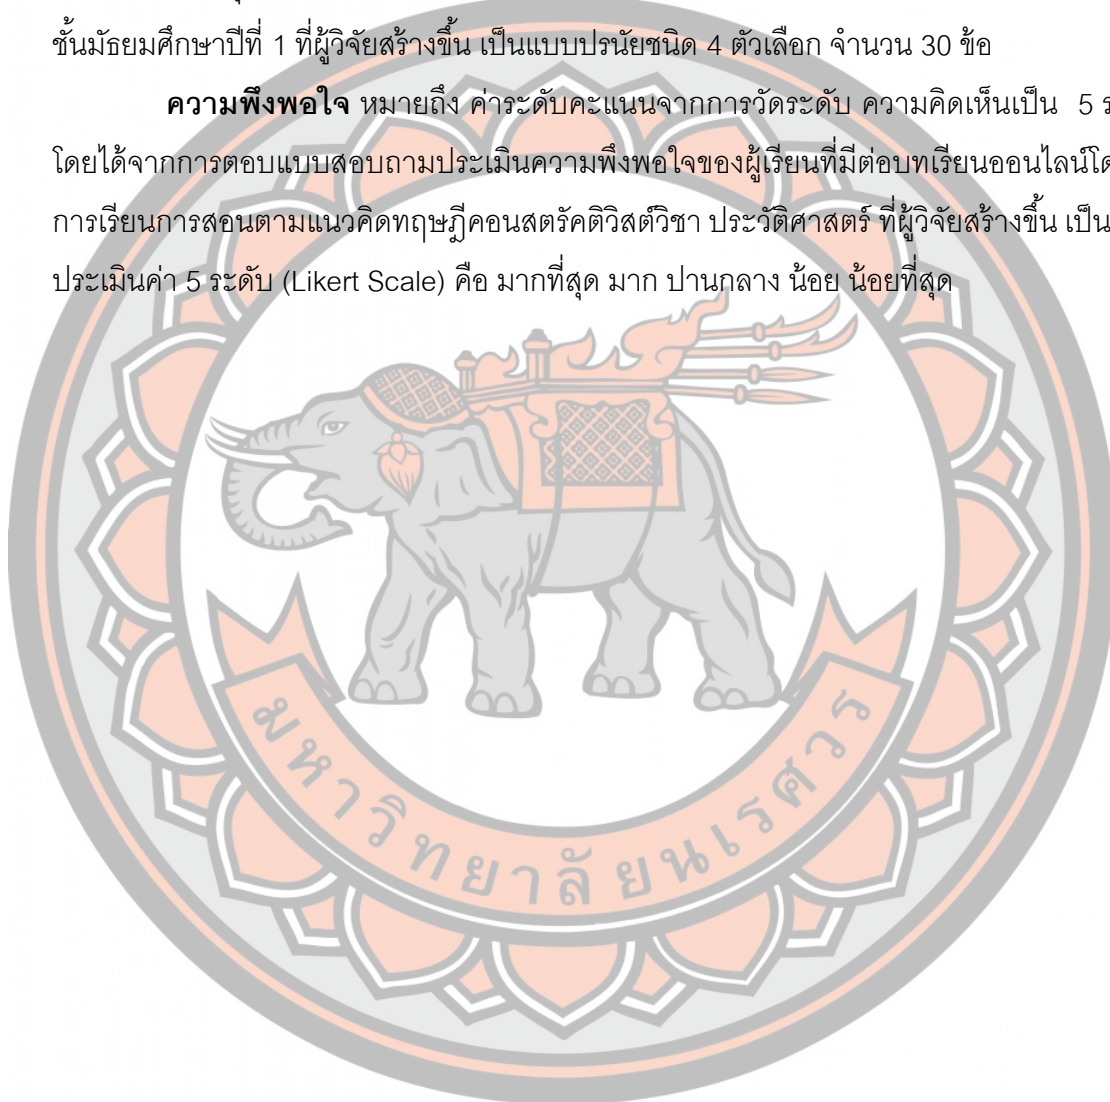 ชั้นมัธยมศึกษาปีที่ 1 ที่ผู้วิจัยสร้างขึ้น เป็นแบบปรนัยชนิด 4 ตัวเลือก จำนวน 30 ข้อ
ความพึงพอใจ หมายถึง ค่าระดับคะแนนจากการวัดระดับ ความคิดเห็นเป็น 5
โดยได้จากการตอบแบบสอบถามประเมินความพึงพอใจของผู้เรียนที่มีต่อบทเรียนออนไลน์
การเรียนการสอนตามแนวคิดทฤษฎีคอนสตรัคติวิสต์วิชา ประวัติศาสตร์ ที่ผู้วิจัยสร้างขึ้น เป็น
ประเมินค่า 5 ระดับ (Likert Scale) คือ มากที่สุด มาก ปานกลาง น้อย น้อยที่สุด
มหาวิทยาลัยนเรศวร